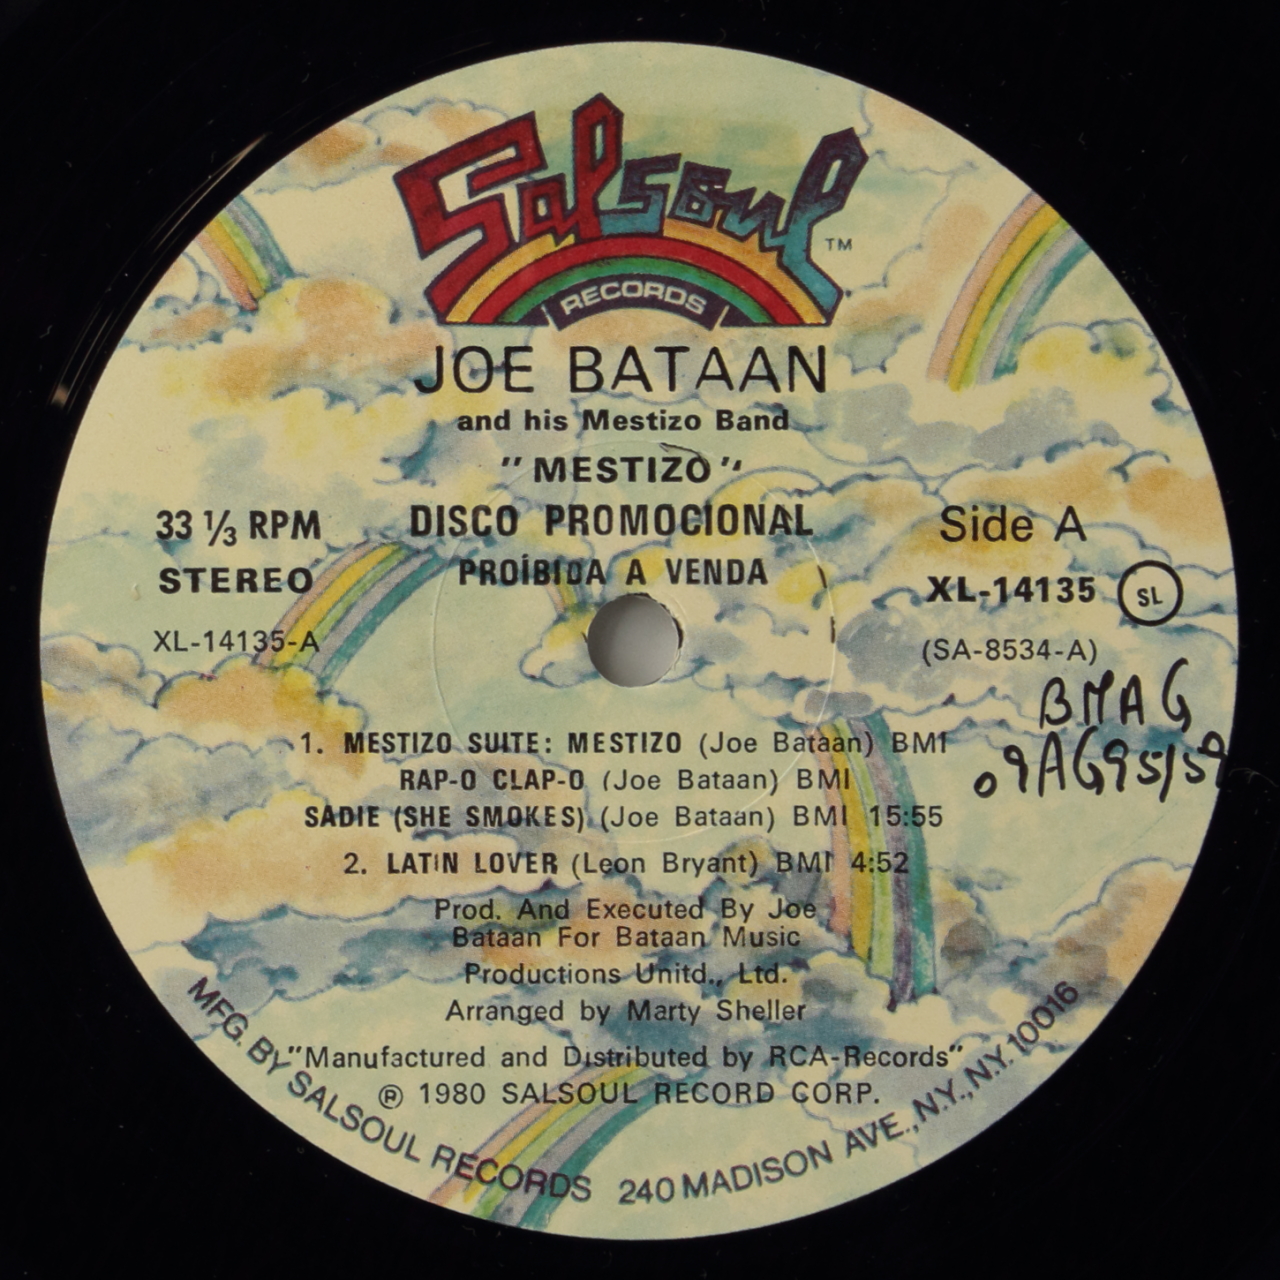 Salsoul TM
RECORDS
JOE BATAAN
and his Mestizo Band
"MESTIZO"
33 ⅓ RPM
DISCO PROMOCIONAL
Side A
STEREO
PROÍBIDA A VENDA
XL-14135 SL
XL-14135-A
(SA-8534-A)
BMAG
09AG95/59
1. MESTIZO SUITE: MESTIZO (Joe Bataan) BMI
RAP-O CLAP-O (Joe Bataan) BMI
SADIE (SHE SMOKES) (Joe Bataan) BMI 15:55
2. LATIN LOVER (Leon Bryant) BMI 4:52
Prod. And Executed By Joe
Bataan For Bataan Music
Productions Unitd., Ltd.
Arranged by Marty Sheller
"Manufactured and Distributed by RCA-Records"
℗ 1980 SALSOUL RECORD CORP.
MFG. BY SALSOUL RECORDS 240 MADISON AVE., N.Y., N.Y. 10016